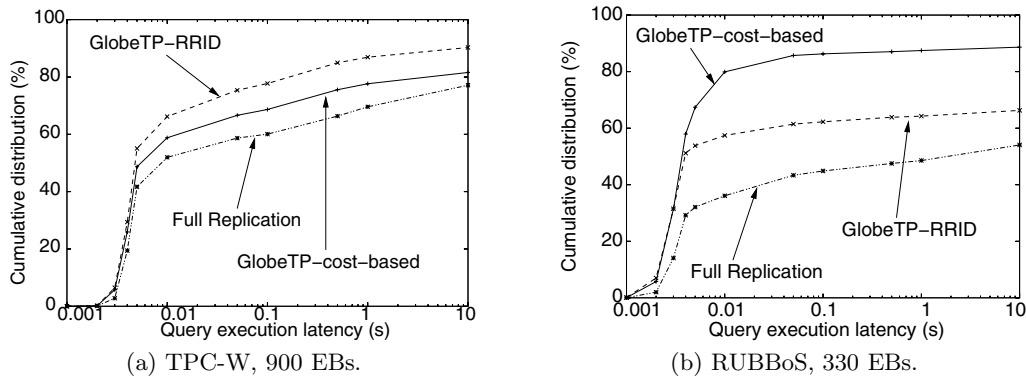 100
80
60
40
20
0
Cumulative distribution (%)
GlobeTP−RRID
Full Replication
GlobeTP−cost−based
0.001
0.01
0.1
1
10
Query execution latency (s)
(a) TPC-W, 900 EBs.
100
80
60
40
20
0
Cumulative distribution (%)
GlobeTP−cost−based
GlobeTP−RRID
Full Replication
0.001
0.01
0.1
1
10
Query execution latency (s)
(b) RUBBoS, 330 EBs.